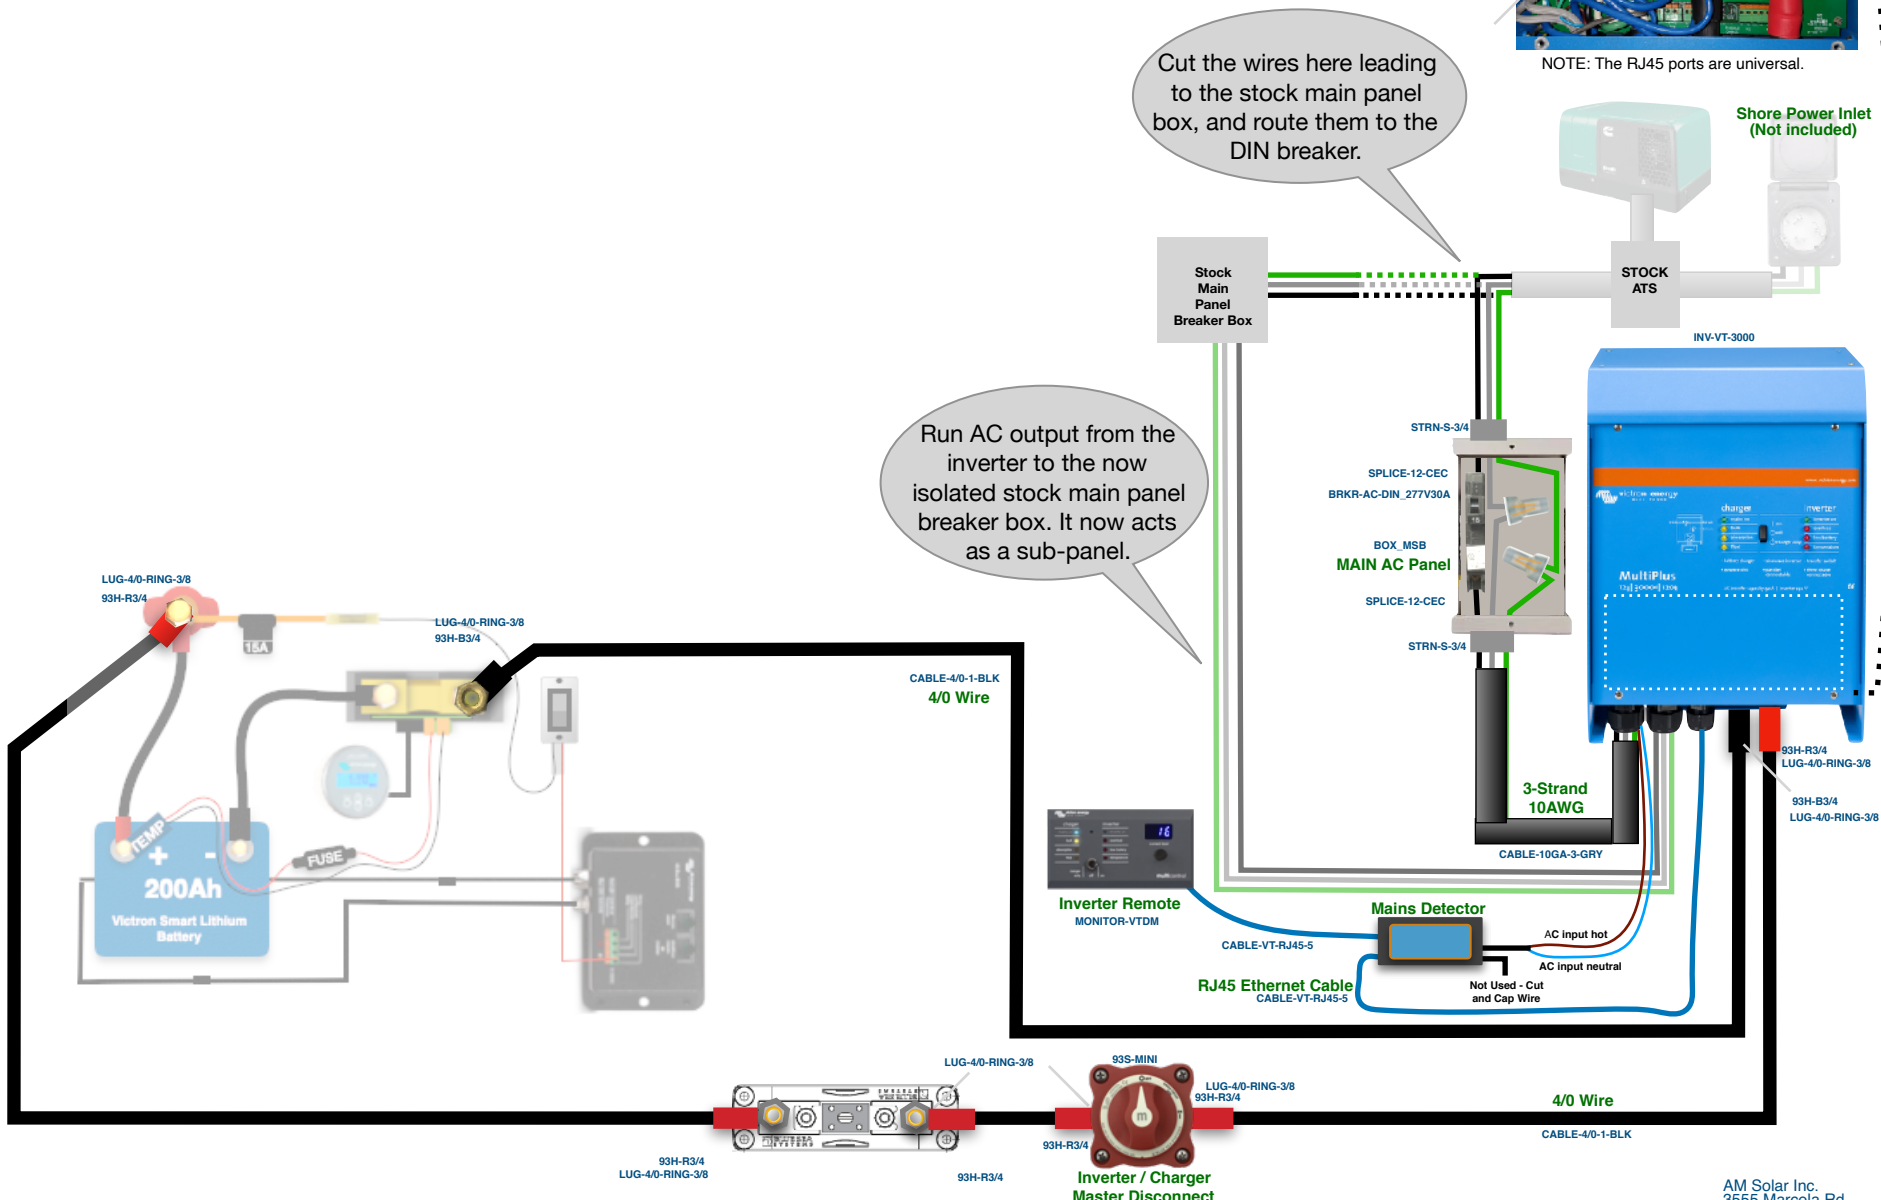 NOTE: The RJ45 ports are universal.
Cut the wires here leading
to the stock main panel
box, and route them to the
DIN breaker.
Shore Power Inlet
(Not included)
Stock
Main
Panel
Breaker Box
STOCK
ATS
INV-VT-3000
Run AC output from the
inverter to the now
isolated stock main panel
breaker box. It now acts
as a sub-panel.
STRN-S-3/4
SPLICE-12-CEC
BRKR-AC-DIN_277V30A
15
BOX_MSB
MAIN AC Panel
SPLICE-12-CEC
STRN-S-3/4
victron energy
charger
inverter
MultiPlus
LUG-4/0-RING-3/8
93H-R3/4
15A
LUG-4/0-RING-3/8
93H-B3/4
CABLE-4/0-1-BLK
4/0 Wire
93H-R3/4
LUG-4/0-RING-3/8
93H-B3/4
LUG-4/0-RING-3/8
3-Strand
10AWG
CABLE-10GA-3-GRY
TEMP
+
-
FUSE
200Ah
Victron Smart Lithium
Battery
16
Inverter Remote
MONITOR-VTDM
Mains Detector
CABLE-VT-RJ45-5
AC input hot
AC input neutral
RJ45 Ethernet Cable
CABLE-VT-RJ45-5
Not Used - Cut
and Cap Wire
LUG-4/0-RING-3/8
93S-MINI
LUG-4/0-RING-3/8
93H-R3/4
m
4/0 Wire
CABLE-4/0-1-BLK
93H-R3/4
93H-R3/4
LUG-4/0-RING-3/8
93H-R3/4
Inverter / Charger
Master Disconnect
AM Solar Inc.
3555 Marcola Rd